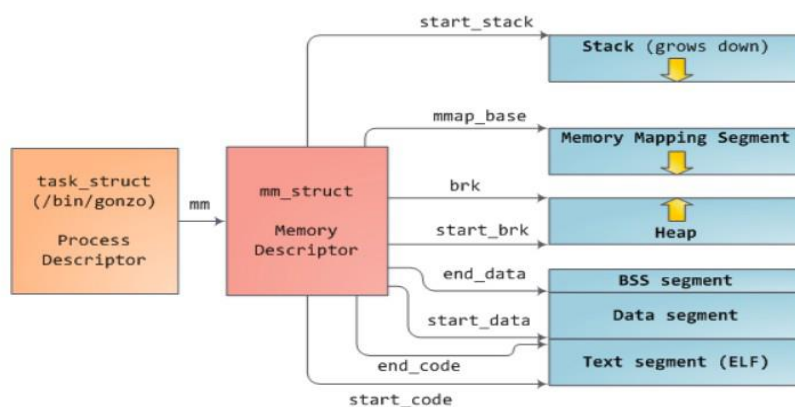 start_stack
Stack (grows down)
mmap_base
Memory Mapping Segment
task_struct
(/bin/gonzo)
Process
Descriptor
mm
mm_struct
Memory
Descriptor
brk
start_brk
Heap
end_data
BSS segment
start_data
Data segment
end_code
Text segment (ELF)
start_code